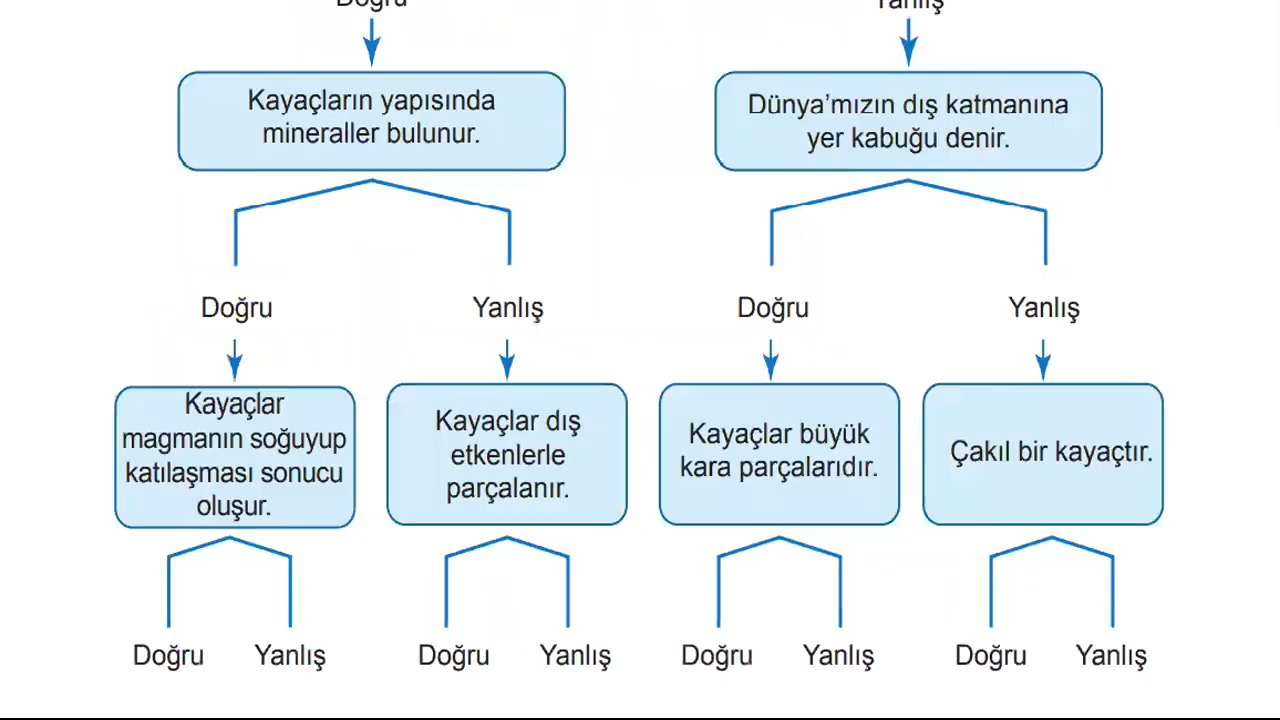 Doğru
Yanlış
Kayaçların yapısında
mineraller bulunur.
Dünya’mızın dış katmanına
yer kabuğu denir.
Doğru
Yanlış
Doğru
Yanlış
Kayaçlar
magmanın soğuyup
katılaşması sonucu
oluşur.
Kayaçlar dış
etkenlerle
parçalanır.
Kayaçlar büyük
kara parçalarıdır.
Çakıl bir kayaçtır.
Doğru
Yanlış
Doğru
Yanlış
Doğru
Yanlış
Doğru
Yanlış